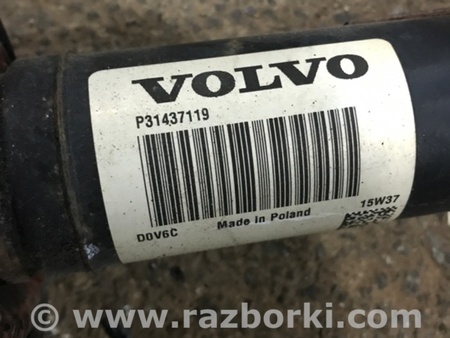 VOLVO
P31437119
D0V6C
Made in Poland
15W37
www.razborki.com